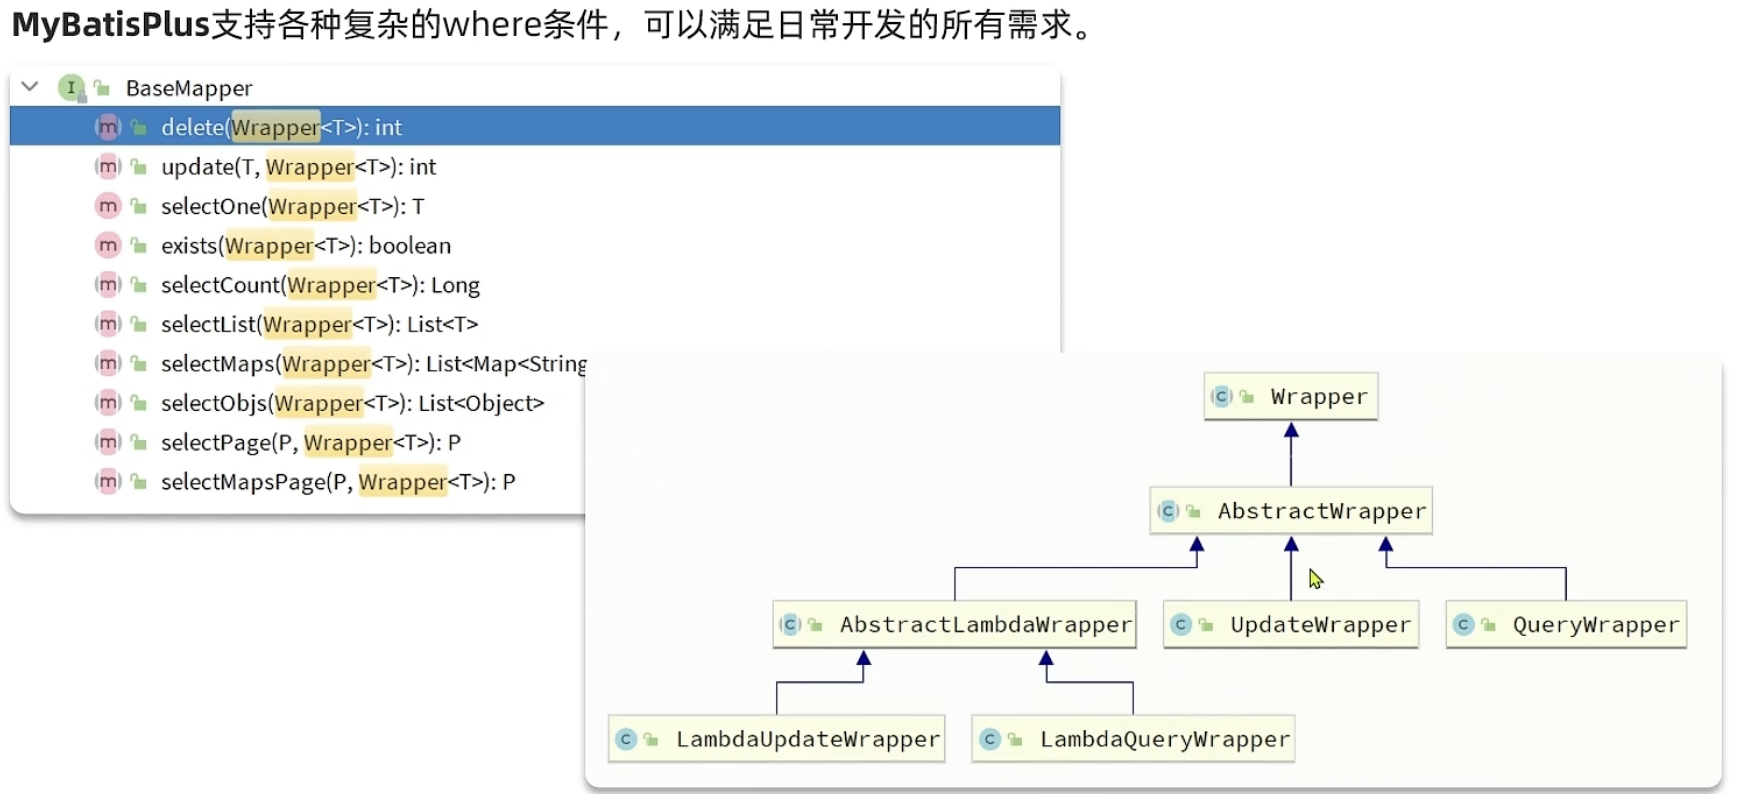 MyBatisPlus支持各种复杂的where条件，可以满足日常开发的所有需求。
BaseMapper
delete(Wrapper<T>): int
update(T, Wrapper<T>): int
selectOne(Wrapper<T>): T
exists(Wrapper<T>): boolean
selectCount(Wrapper<T>): Long
selectList(Wrapper<T>): List<T>
selectMaps(Wrapper<T>): List<Map<String
selectObjs(Wrapper<T>): List<Object>
selectPage(P, Wrapper<T>): P
selectMapsPage(P, Wrapper<T>): P
Wrapper
AbstractWrapper
AbstractLambdaWrapper
UpdateWrapper
QueryWrapper
LambdaUpdateWrapper
LambdaQueryWrapper